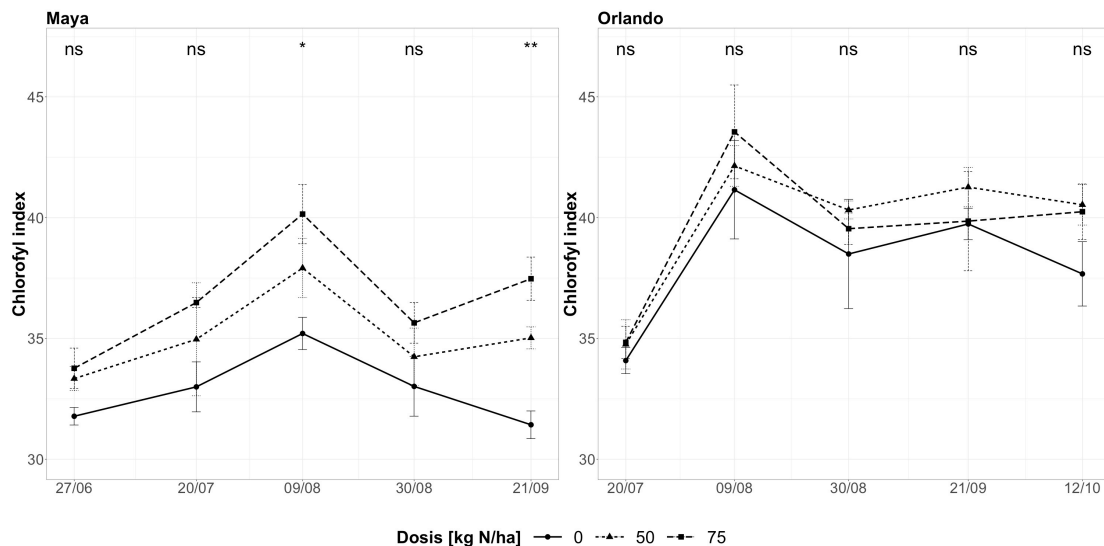 Maya
ns ns * ns **
45
40
35
30
Chlorofyl index
27/06 20/07 09/08 30/08 21/09
Orlando
ns ns ns ns ns
45
40
35
30
Chlorofyl index
20/07 09/08 30/08 21/09 12/10
Dosis [kg N/ha] 0 50 75